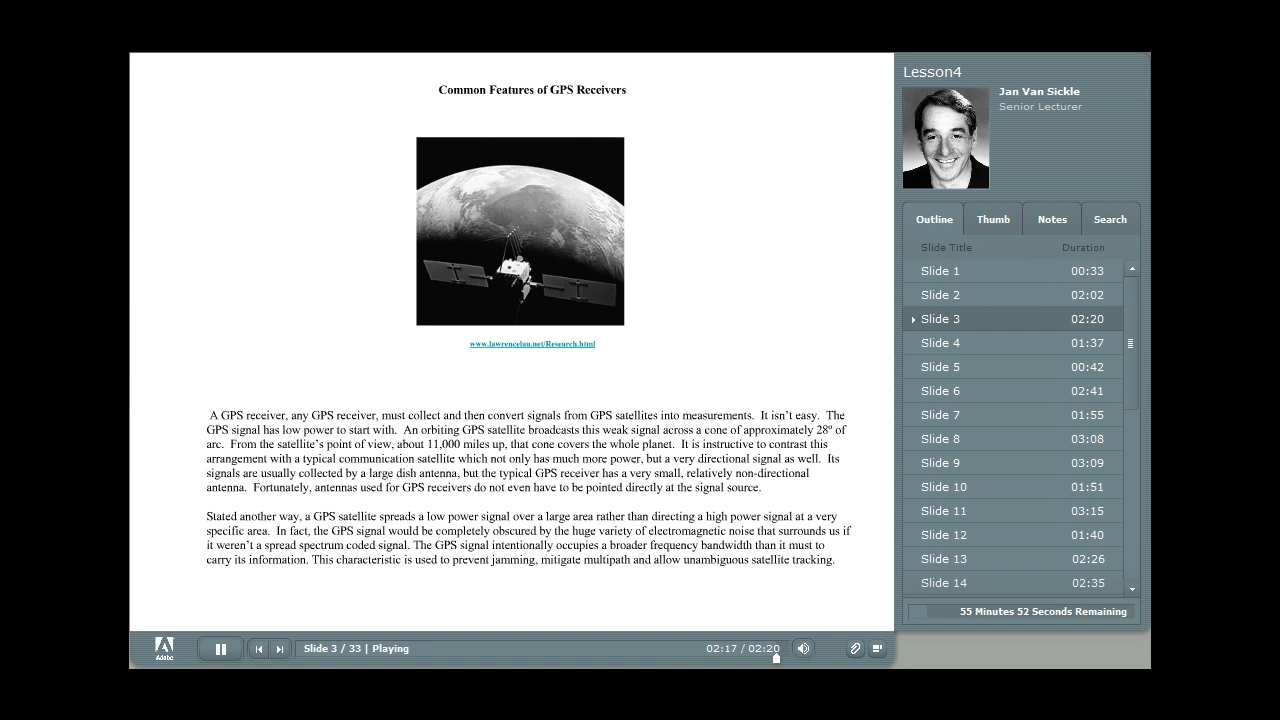 Common Features of GPS Receivers
www.lawrencelau.net/Research.html
A GPS receiver, any GPS receiver, must collect and then convert signals from GPS satellites into measurements. It isn't easy. The
GPS signal has low power to start with. An orbiting GPS satellite broadcasts this weak signal across a cone of approximately 28º of
arc. From the satellite's point of view, about 11,000 miles up, that cone covers the whole planet. It is instructive to contrast this
arrangement with a typical communication satellite which not only has much more power, but a very directional signal as well. Its
signals are usually collected by a large dish antenna, but the typical GPS receiver has a very small, relatively non-directional
antenna. Fortunately, antennas used for GPS receivers do not even have to be pointed directly at the signal source.
Stated another way, a GPS satellite spreads a low power signal over a large area rather than directing a high power signal at a very
specific area. In fact, the GPS signal would be completely obscured by the huge variety of electromagnetic noise that surrounds us if
it weren't a spread spectrum coded signal. The GPS signal intentionally occupies a broader frequency bandwidth than it must to
carry its information. This characteristic is used to prevent jamming, mitigate multipath and allow unambiguous satellite tracking.
Lesson4
Jan Van Sickle
Senior Lecturer
Outline Thumb Notes Search
Slide Title Duration
Slide 1 00:33
Slide 2 02:02
Slide 3 02:20
Slide 4 01:37
Slide 5 00:42
Slide 6 02:41
Slide 7 01:55
Slide 8 03:08
Slide 9 03:09
Slide 10 01:51
Slide 11 03:15
Slide 12 01:40
Slide 13 02:26
Slide 14 02:35
55 Minutes 52 Seconds Remaining
Adobe
Slide 3 / 33 | Playing
02:17 / 02:20